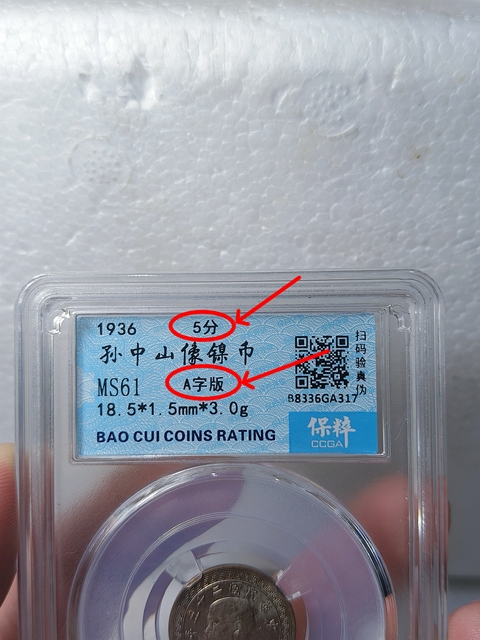 1936 5分
孙中山像镍币
MS61 A字版
18.5*1.5mm*3.0g
BAO CUI COINS RATING
扫码验真伪
B8336GA317
保粹
CCGA